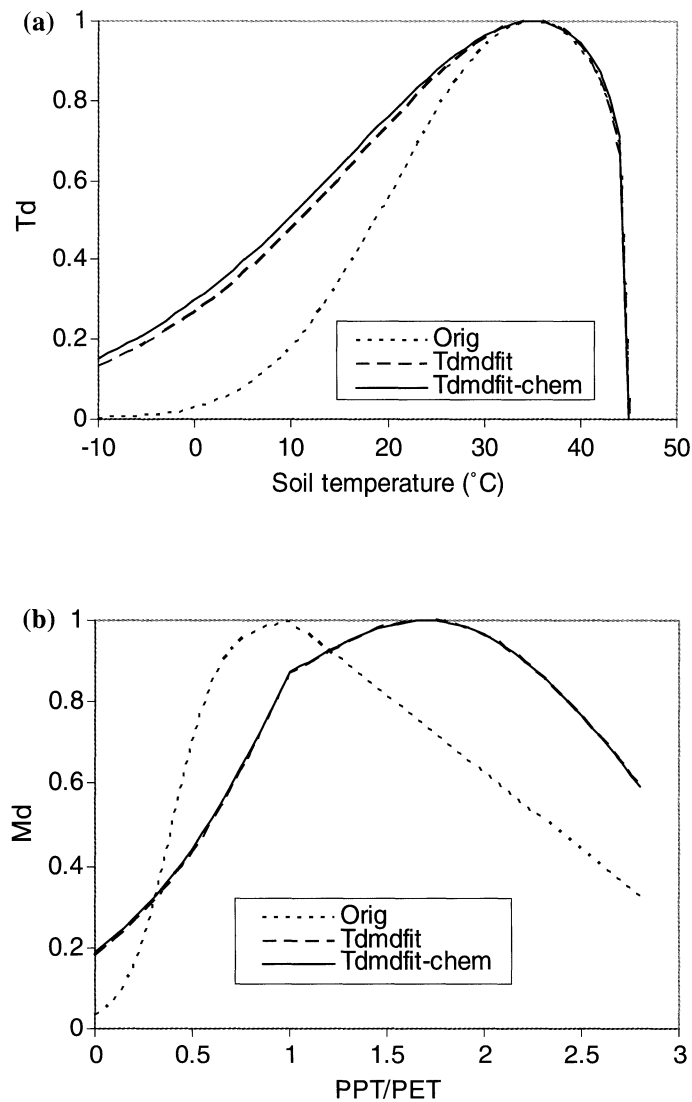 (a)
1
0.8
0.6
0.4
0.2
0
Td
Orig
Tdmdfit
Tdmdfit-chem
-10 0 10 20 30 40 50
Soil temperature (˚C)
(b)
1
0.8
0.6
0.4
0.2
0
Md
Orig
Tdmdfit
Tdmdfit-chem
0 0.5 1 1.5 2 2.5 3
PPT/PET